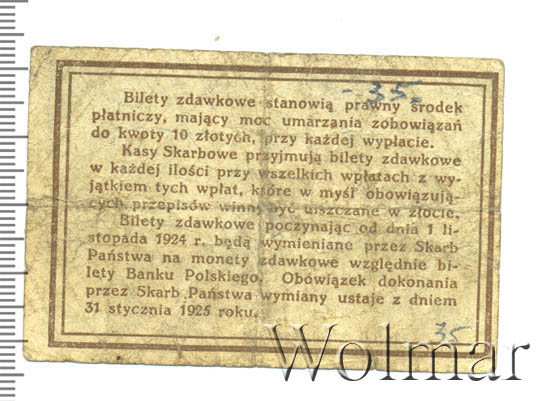 - 35 -
Bilety zdawkowe stanowią prawny środek
płatniczy, mający moc umarzania zobowiązań
do kwoty 10 złotych, przy każdej wypłacie.
Kasy Skarbowe przyjmują bilety zdawkowe
w każdej ilości przy wszelkich wpłatach z wy-
jątkiem tych wpłat, które w myśl obowiązują-
cych przepisów winny być uiszczane w złocie.
Bilety zdawkowe poczynając od dnia 1 li-
stopada 1924 r. będą wymieniane przez Skarb
Państwa na monety zdawkowe względnie bi-
lety Banku Polskiego. Obowiązek dokonania
przez Skarb Państwa wymiany ustaje z dniem
31 stycznia 1925 roku.
35
Wolmar